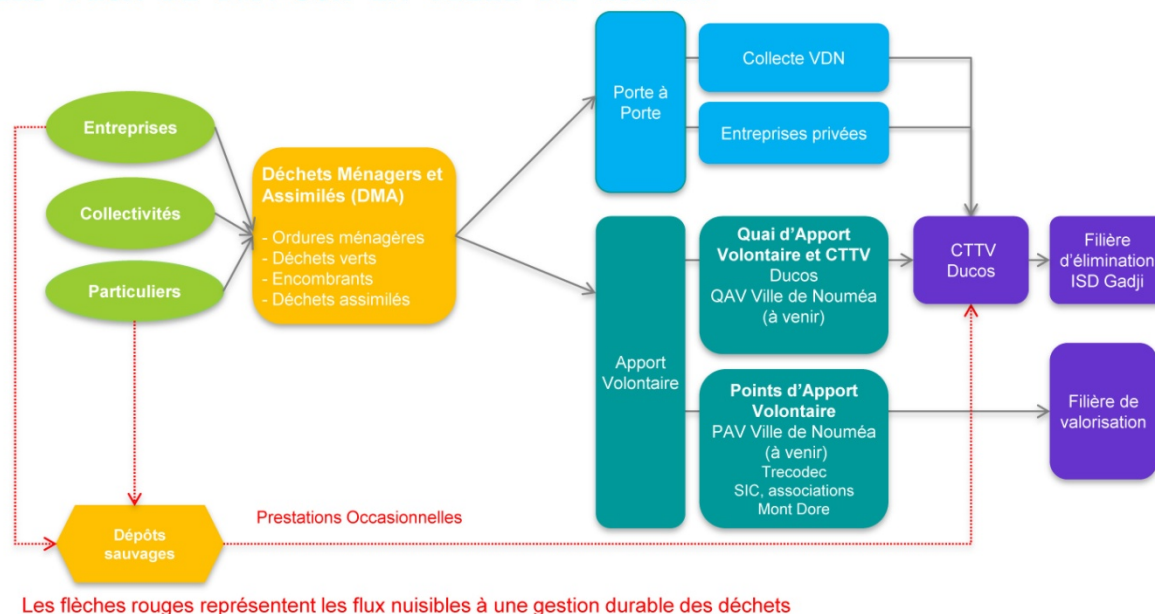 Entreprises
Collectivités
Particuliers
Déchets Ménagers et
Assimilés (DMA)
- Ordures ménagères
- Déchets verts
- Encombrants
- Déchets assimilés
Porte à
Porte
Collecte VDN
Entreprises privées
Apport
Volontaire
Quai d'Apport
Volontaire et CTTV
Ducos
QAV Ville de Nouméa
(à venir)
Points d'Apport
Volontaire
PAV Ville de Nouméa
(à venir)
Trecodec
SIC, associations
Mont Dore
CTTV
Ducos
Filière
d'élimination
ISD Gadji
Filière de
valorisation
Dépôts
sauvages
Prestations Occasionnelles
Les flèches rouges représentent les flux nuisibles à une gestion durable des déchets